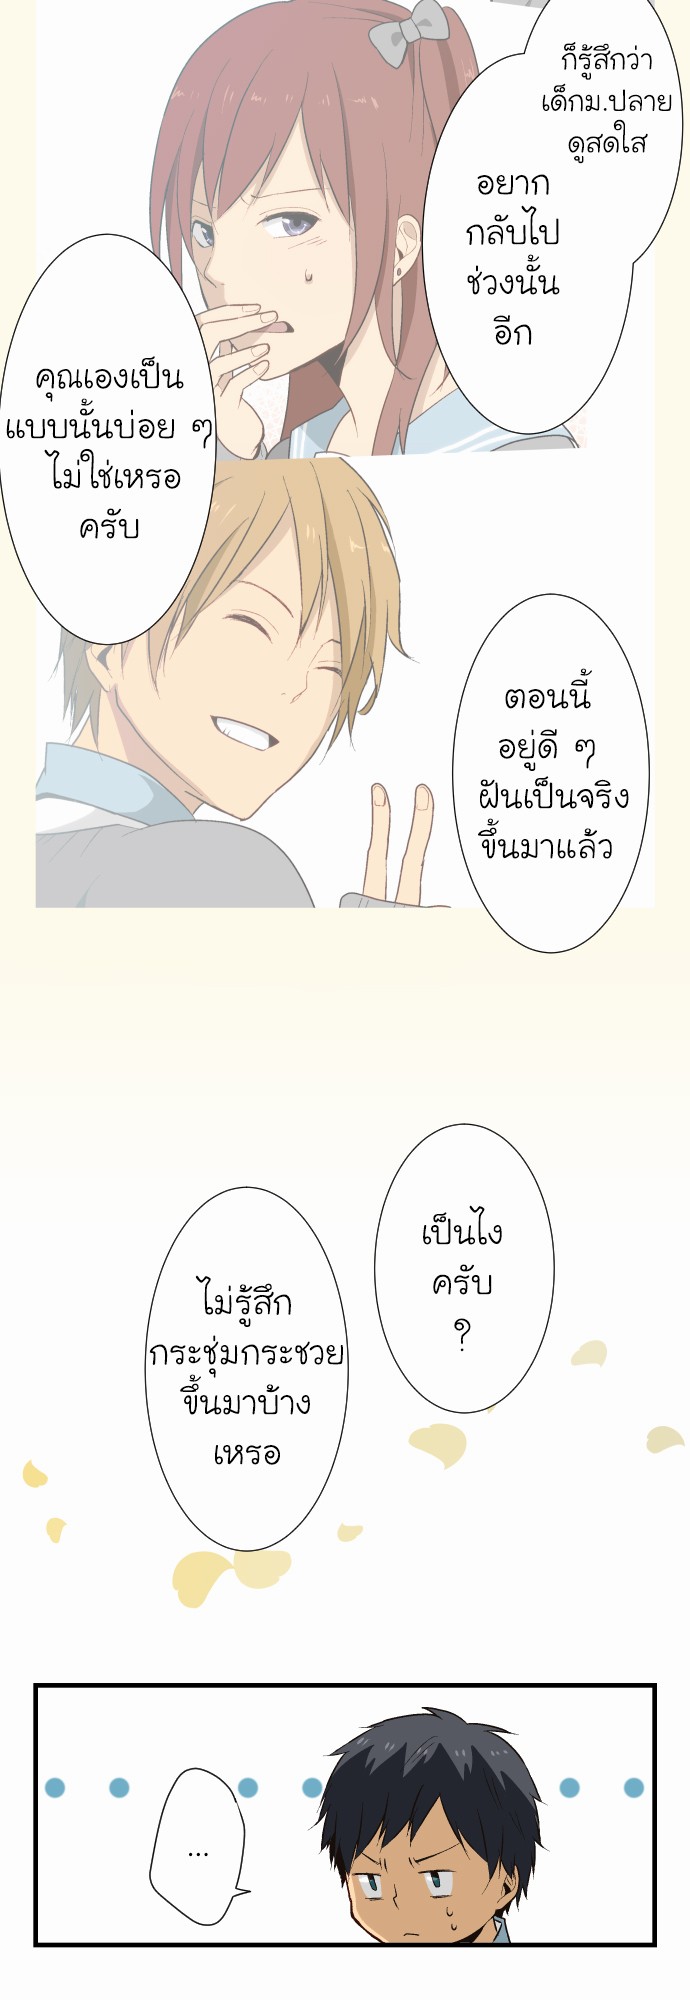 ก็รู้สึกว่า
เด็กม.ปลาย
ดูสดใส
อยาก
กลับไป
ช่วงนั้น
อีก
คุณเองเป็น
แบบนั้นบ่อย ๆ
ไม่ใช่เหรอ
ครับ
ตอนนี้
อยู่ดี ๆ
ฝันเป็นจริง
ขึ้นมาแล้ว
เป็นไง
ครับ
?
ไม่รู้สึก
กระชุ่มกระชวย
ขึ้นมาบ้าง
เหรอ
...